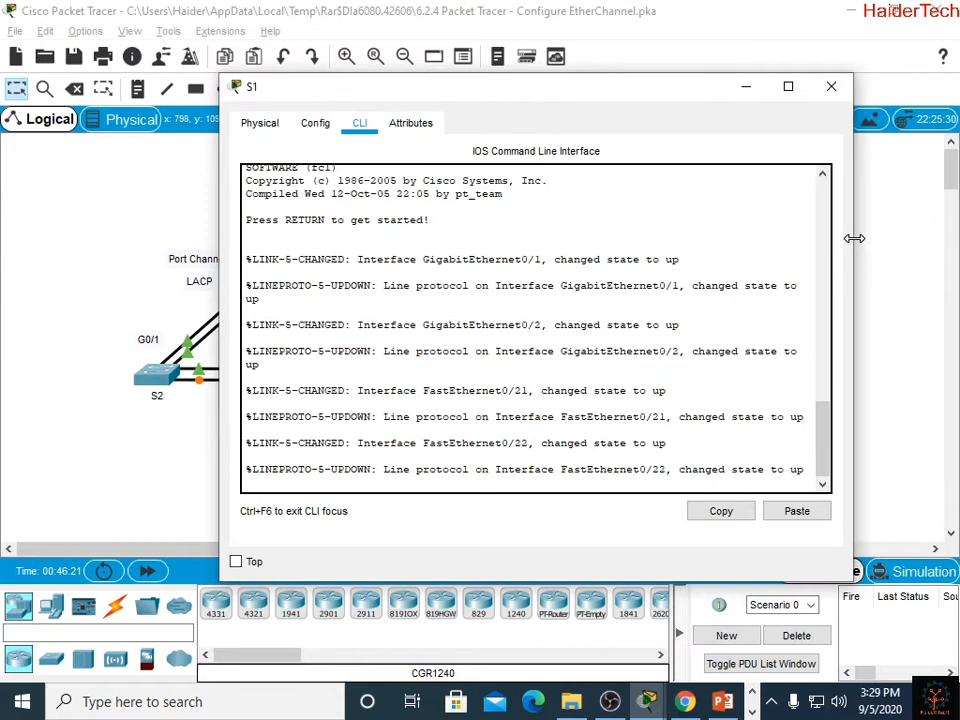 Cisco Packet Tracer - C:\Users\Haider\AppData\Local\Temp\Rar$DIa6080.42606\6.2.4 Packet Tracer - Configure EtherChannel.pka
HaiderTech
File Edit Options View Tools Extensions Help
?
Logical
Physical
x: 798, y: 105
22:25:30
S1
Physical Config CLI Attributes
IOS Command Line Interface
SOFTWARE (fc1)
Copyright (c) 1986-2005 by Cisco Systems, Inc.
Compiled Wed 12-Oct-05 22:05 by pt_team
Press RETURN to get started!
%LINK-5-CHANGED: Interface GigabitEthernet0/1, changed state to up
%LINEPROTO-5-UPDOWN: Line protocol on Interface GigabitEthernet0/1, changed state to
up
%LINK-5-CHANGED: Interface GigabitEthernet0/2, changed state to up
%LINEPROTO-5-UPDOWN: Line protocol on Interface GigabitEthernet0/2, changed state to
up
%LINK-5-CHANGED: Interface FastEthernet0/21, changed state to up
%LINEPROTO-5-UPDOWN: Line protocol on Interface FastEthernet0/21, changed state to up
%LINK-5-CHANGED: Interface FastEthernet0/22, changed state to up
%LINEPROTO-5-UPDOWN: Line protocol on Interface FastEthernet0/22, changed state to up
Ctrl+F6 to exit CLI focus
Copy
Paste
Top
Port Channel
LACP
G0/1
S2
Time: 00:46:21
Simulation
4331 4321 1941 2901 2911 819IOX 819HGW 829 1240 PT-Router PT-Empty 1841 2620
CGR1240
Scenario 0
New
Delete
Toggle PDU List Window
Fire Last Status Sou
Type here to search
3:29 PM
9/5/2020